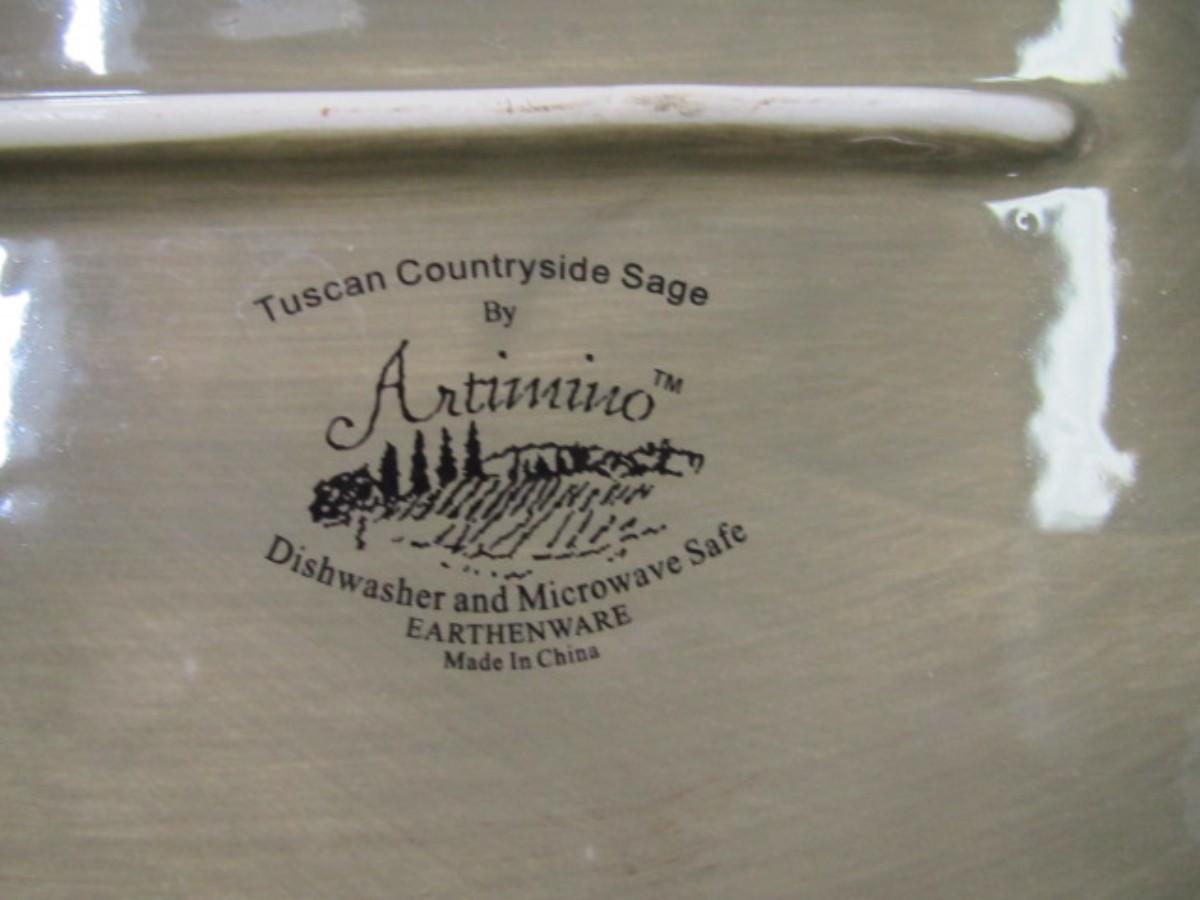 Tuscan Countryside Sage
By
Artimino™
Dishwasher and Microwave Safe
EARTHENWARE
Made In China